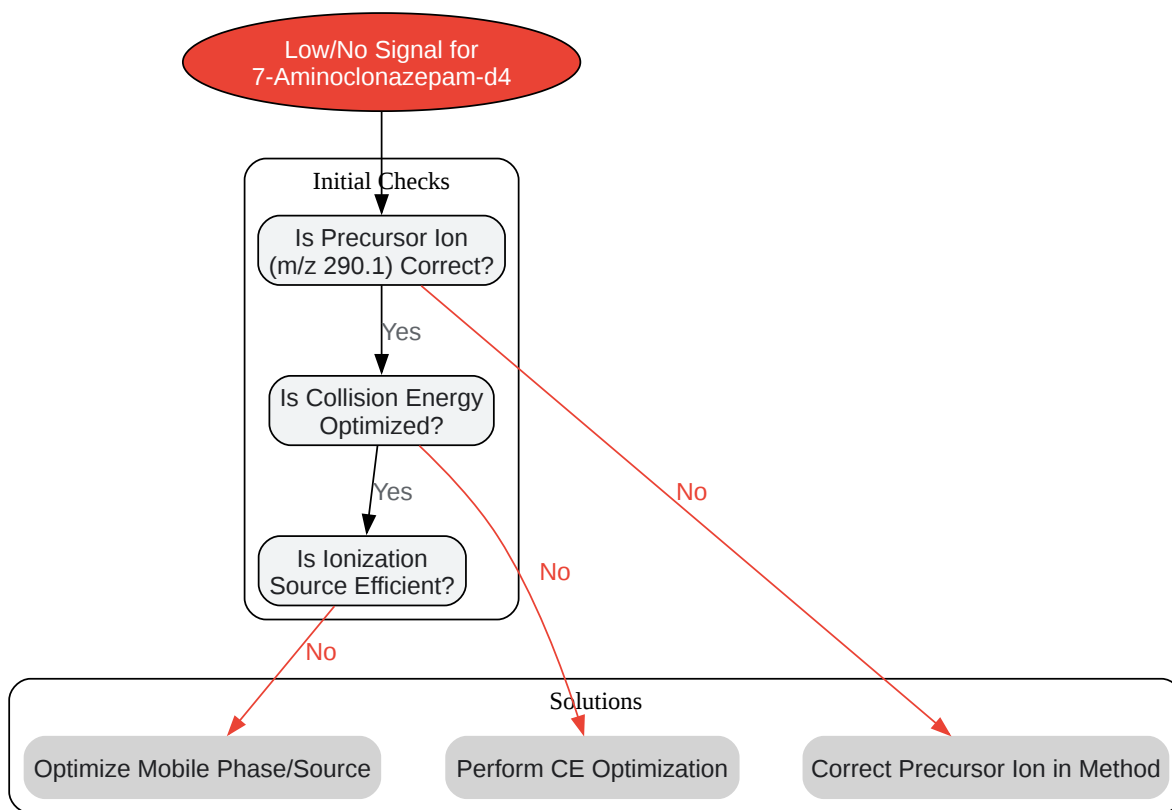 Low/No Signal for
7-Aminoclonazepam-d4
Initial Checks
Is Precursor Ion
(m/z 290.1) Correct?
Yes
Is Collision Energy
Optimized?
No
Yes
Is Ionization
Source Efficient?
No
No
Solutions
Optimize Mobile Phase/Source
Perform CE Optimization
Correct Precursor Ion in Method